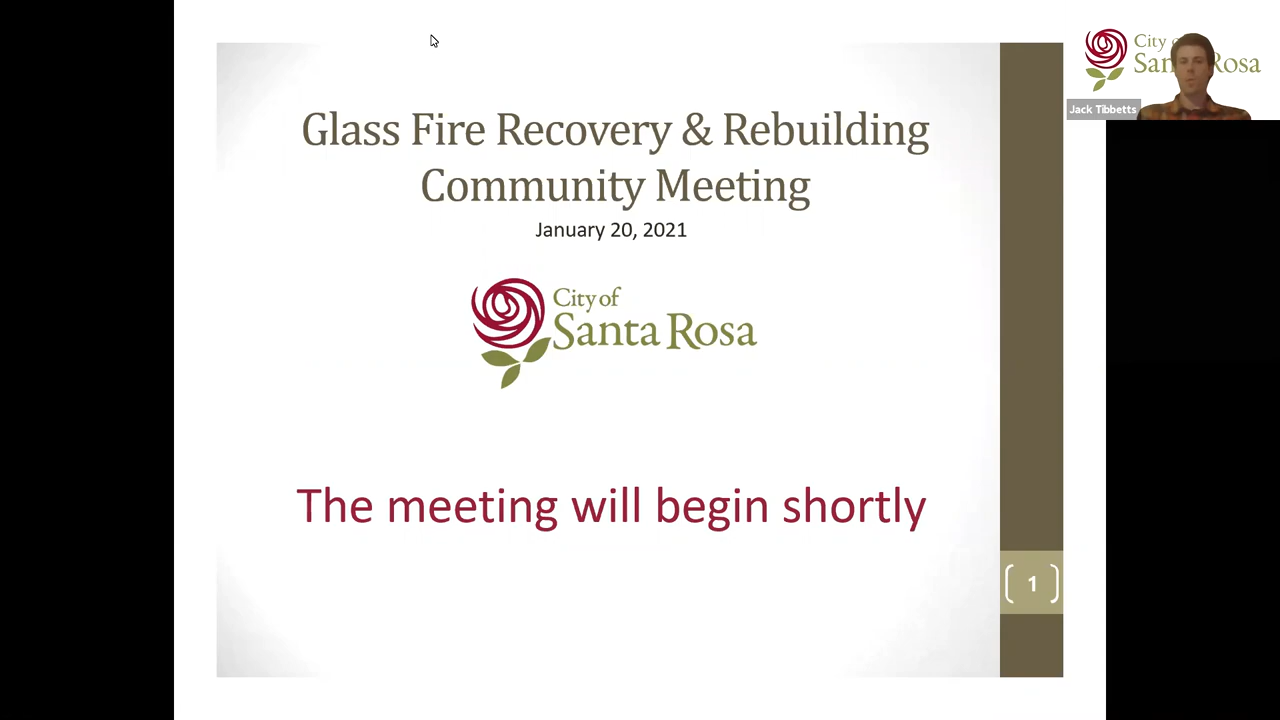 Glass Fire Recovery & Rebuilding
Community Meeting
January 20, 2021
City of
Santa Rosa
The meeting will begin shortly
1
City
Santa Rosa
Jack Tibbetts